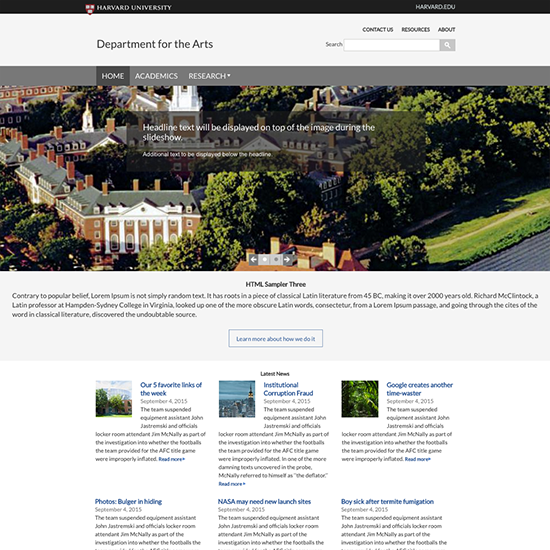 HARVARD UNIVERSITY
HARVARD.EDU
CONTACT US RESOURCES ABOUT
Department for the Arts
Search
HOME ACADEMICS RESEARCH
Headline text will be displayed on top of the image during the
slideshow.
Additional text to be displayed below the headline.
HTML Sampler Three
Contrary to popular belief, Lorem Ipsum is not simply random text. It has roots in a piece of classical Latin literature from 45 BC, making it over 2000 years old. Richard McClintock, a
Latin professor at Hampden-Sydney College in Virginia, looked up one of the more obscure Latin words, consectetur, from a Lorem Ipsum passage, and going through the cites of the
word in classical literature, discovered the undoubtable source.
Learn more about how we do it
Latest News
Our 5 favorite links of
the week
September 4, 2015
The team suspended
equipment assistant John
Jastremski and officials
locker room attendant Jim McNally as part of
the investigation into whether the footballs
the team provided for the AFC title game
were improperly inflated. Read more
Institutional
Corruption Fraud
September 4, 2015
The team suspended
equipment assistant John
Jastremski and officials
locker room attendant Jim McNally as part of
the investigation into whether the footballs
the team provided for the AFC title game
were improperly inflated. In one of the more
damning texts uncovered in the probe,
McNally referred to himself as "the deflator."
Read more
Google creates another
time-waster
September 4, 2015
The team suspended
equipment assistant John
Jastremski and officials
locker room attendant Jim McNally as part of
the investigation into whether the footballs
the team provided for the AFC title game
were improperly inflated. Read more
Photos: Bulger in hiding
September 4, 2015
The team suspended equipment assistant
John Jastremski and officials locker room
attendant Jim McNally as part of the
investigation into whether the footballs
NASA may need new launch sites
September 4, 2015
The team suspended equipment assistant
John Jastremski and officials locker room
attendant Jim McNally as part of the
investigation into whether the footballs
Boy sick after termite fumigation
September 4, 2015
The team suspended equipment assistant
John Jastremski and officials locker room
attendant Jim McNally as part of the
investigation into whether the footballs